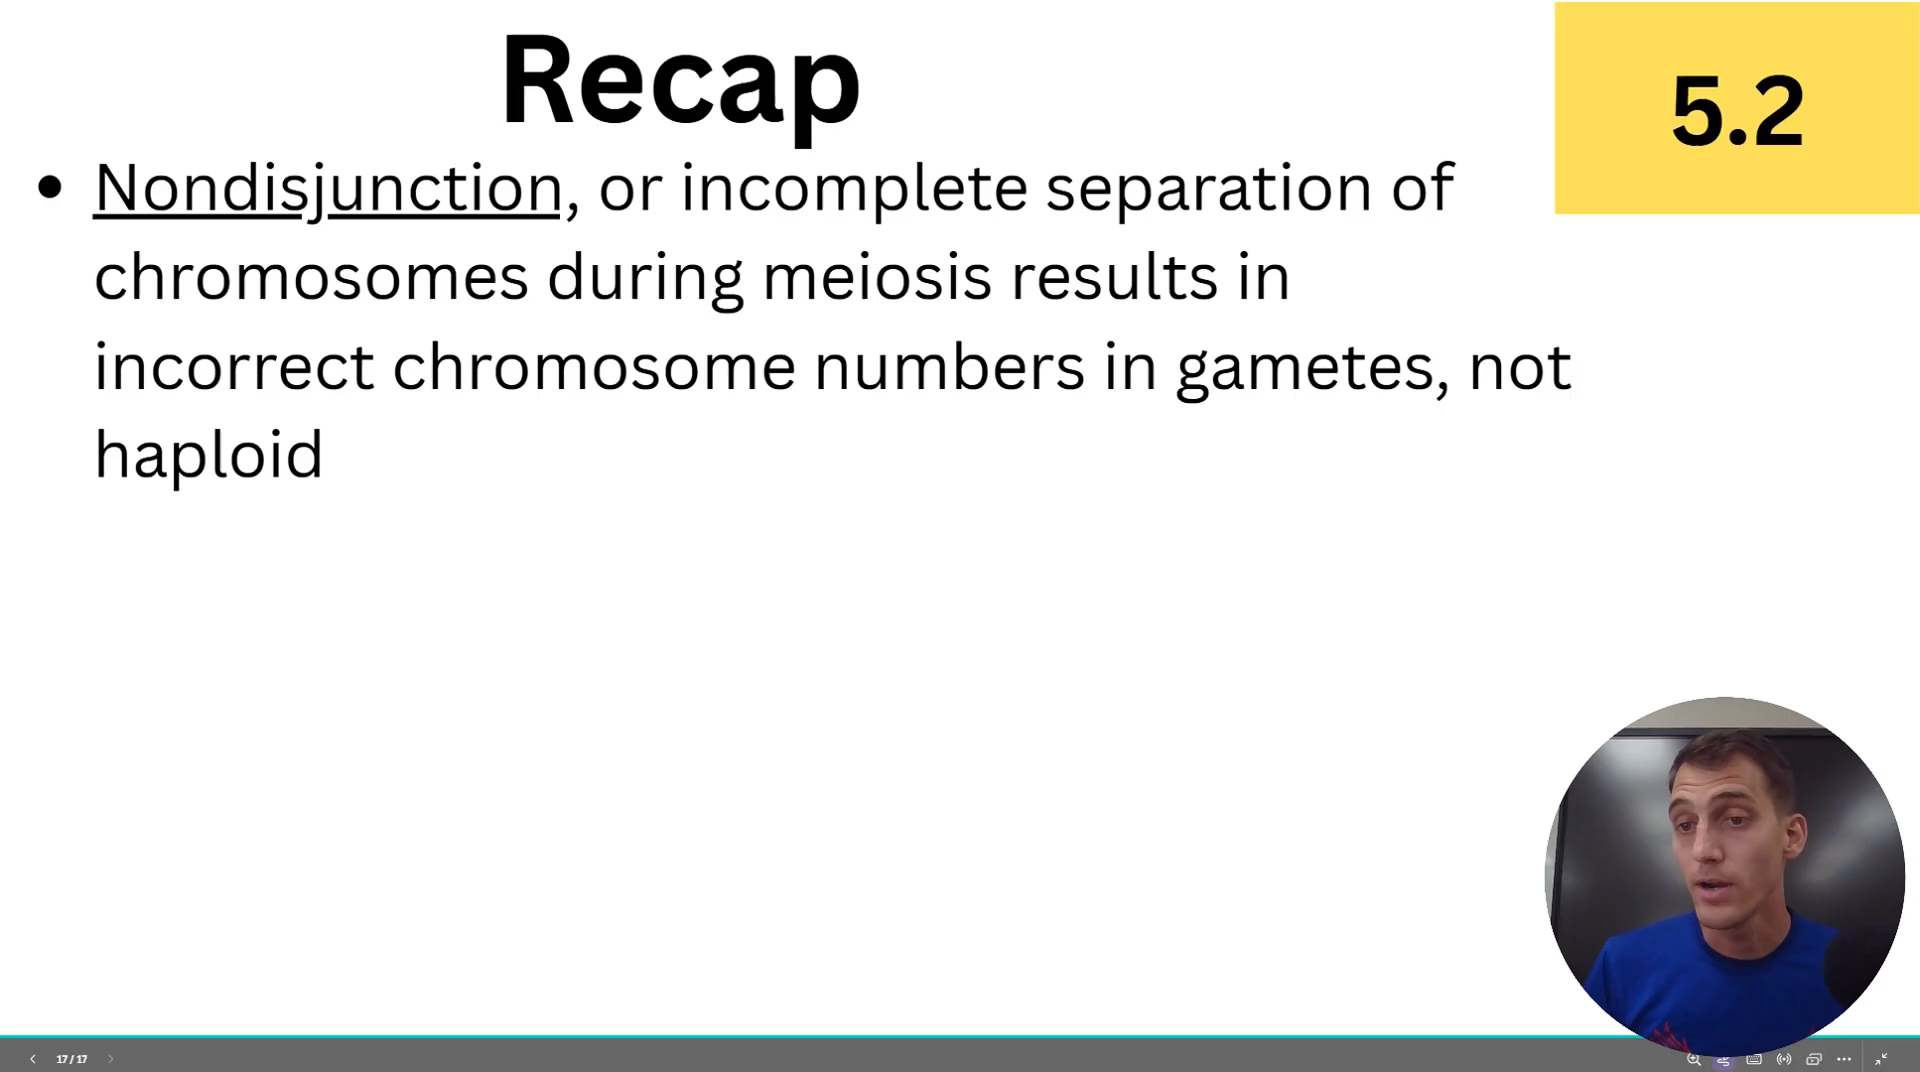 Recap
5.2
• Nondisjunction, or incomplete separation of
chromosomes during meiosis results in
incorrect chromosome numbers in gametes, not
haploid
17 / 17